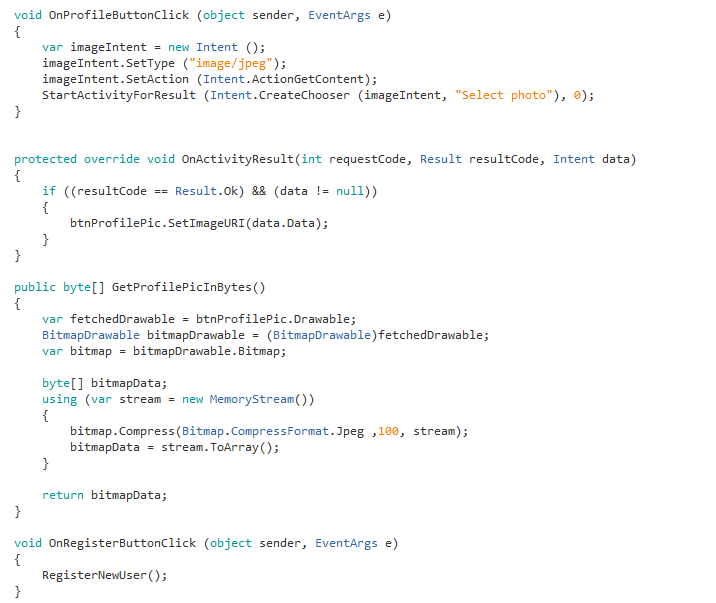 void OnProfileButtonClick (object sender, EventArgs e)
{
    var imageIntent = new Intent ();
    imageIntent.SetType ("image/jpeg");
    imageIntent.SetAction (Intent.ActionGetContent);
    StartActivityForResult (Intent.CreateChooser (imageIntent, "Select photo"), 0);
}
protected override void OnActivityResult(int requestCode, Result resultCode, Intent data)
{
    if ((resultCode == Result.Ok) && (data != null))
    {
        btnProfilePic.SetImageURI(data.Data);
    }
}
public byte[] GetProfilePicInBytes()
{
    var fetchedDrawable = btnProfilePic.Drawable;
    BitmapDrawable bitmapDrawable = (BitmapDrawable)fetchedDrawable;
    var bitmap = bitmapDrawable.Bitmap;
    byte[] bitmapData;
    using (var stream = new MemoryStream())
    {
        bitmap.Compress(Bitmap.CompressFormat.Jpeg ,100, stream);
        bitmapData = stream.ToArray();
    }
    return bitmapData;
}
void OnRegisterButtonClick (object sender, EventArgs e)
{
    RegisterNewUser();
}